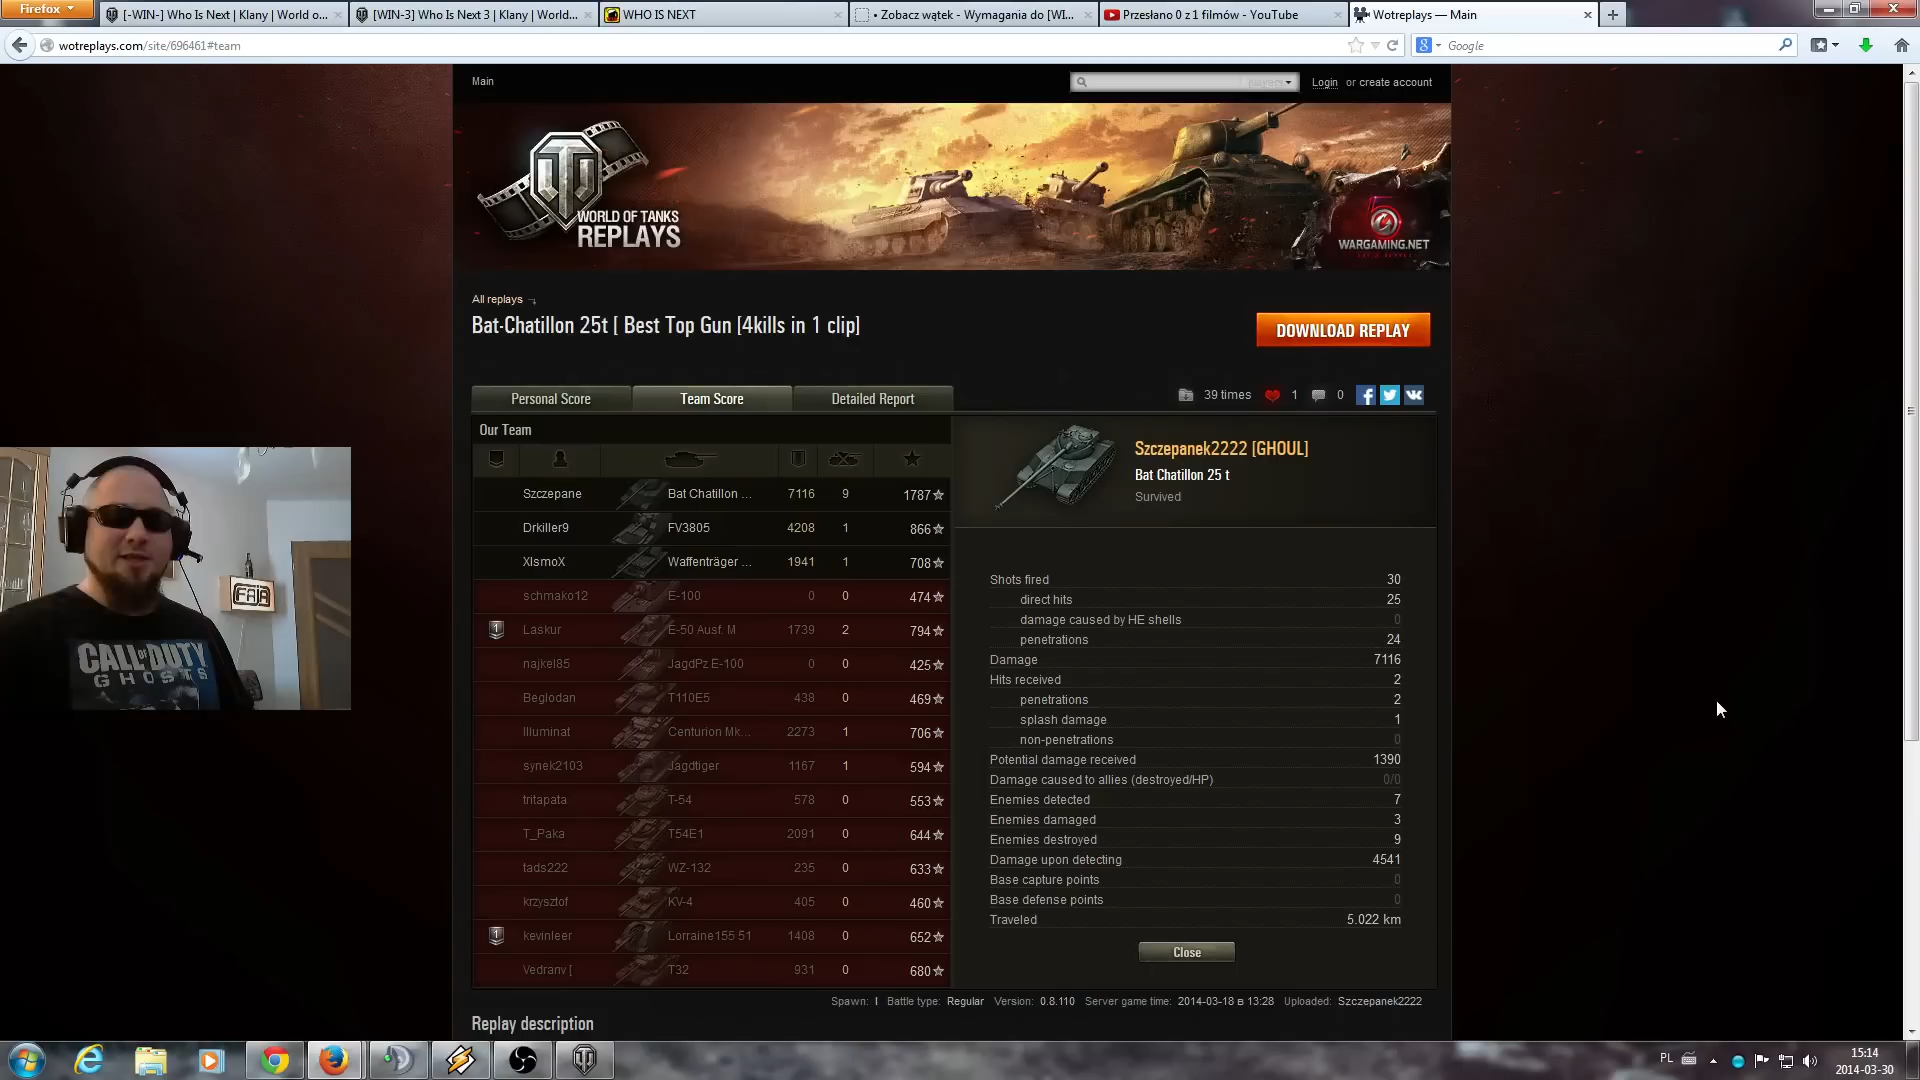 Firefox
[-WIN-] Who Is Next | Klany | World o...
[WIN-3] Who Is Next 3 | Klany | World...
WHO IS NEXT
• Zobacz wątek - Wymagania do [WI...
Przesłano 0 z 1 filmów - YouTube
Wotreplays — Main
wotreplays.com/site/696461#team
Google
Main
Login or create account
WORLD OF TANKS
REPLAYS
WARGAMING.NET
All replays
Bat-Chatillon 25t [ Best Top Gun [4kills in 1 clip]
DOWNLOAD REPLAY
Personal Score
Team Score
Detailed Report
39 times
1
0
Our Team
Szczepane Bat Chatillon ... 7116 9 1787
Drkiller9 FV3805 4208 1 866
XIsmoX Waffenträger ... 1941 1 708
schmako12 E-100 0 0 474
1 Laskur E-50 Ausf. M 1739 2 794
najkel85 JagdPz E-100 0 0 425
Beglodan T110E5 438 0 469
Illuminat Centurion Mk... 2273 1 706
synek2103 Jagdtiger 1167 1 594
tritapata T-54 578 0 553
T_Paka T54E1 2091 0 644
tads222 WZ-132 235 0 633
krzysztof KV-4 405 0 460
1 kevinleer Lorraine155 51 1408 0 652
Vedranv [ T32 931 0 680
Szczepanek2222 [GHOUL]
Bat Chatillon 25 t
Survived
Shots fired 30
direct hits 25
damage caused by HE shells 0
penetrations 24
Damage 7116
Hits received 2
penetrations 2
splash damage 1
non-penetrations 0
Potential damage received 1390
Damage caused to allies (destroyed/HP) 0/0
Enemies detected 7
Enemies damaged 3
Enemies destroyed 9
Damage upon detecting 4541
Base capture points 0
Base defense points 0
Traveled 5.022 km
Close
Spawn: I Battle type: Regular Version: 0.8.110 Server game time: 2014-03-18 в 13:28 Uploaded: Szczepanek2222
Replay description
FAJA
CALL OF DUTY
GHOSTS
PL
15:14
2014-03-30